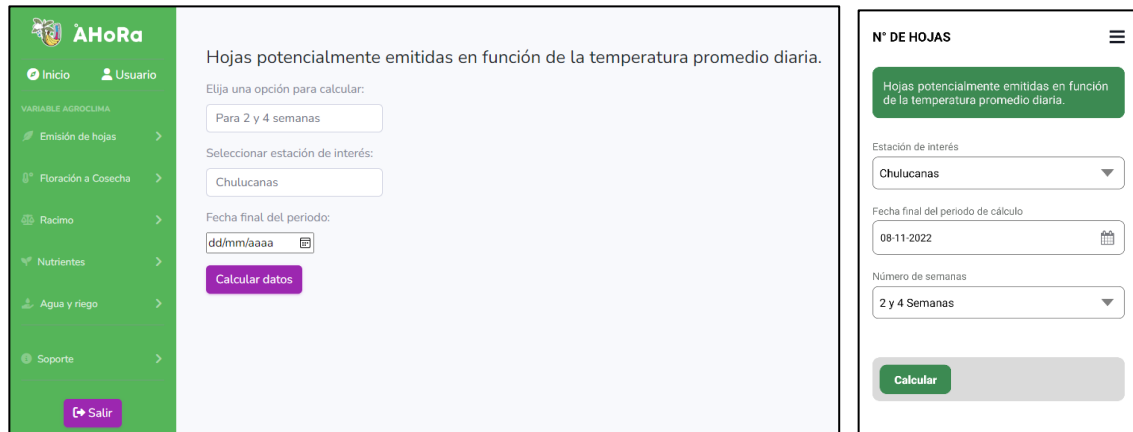 ÀHoRa
Inicio Usuario
VARIABLE AGROCLIMA
Emisión de hojas
Floración a Cosecha
Racimo
Nutrientes
Agua y riego
Soporte
Salir
Hojas potencialmente emitidas en función de la temperatura promedio diaria.
Elija una opción para calcular:
Para 2 y 4 semanas
Seleccionar estación de interés:
Chulucanas
Fecha final del periodo:
dd/mm/aaaa
Calcular datos
N° DE HOJAS
Hojas potencialmente emitidas en función
de la temperatura promedio diaria.
Estación de interés
Chulucanas
Fecha final del periodo de cálculo
08-11-2022
Número de semanas
2 y 4 Semanas
Calcular